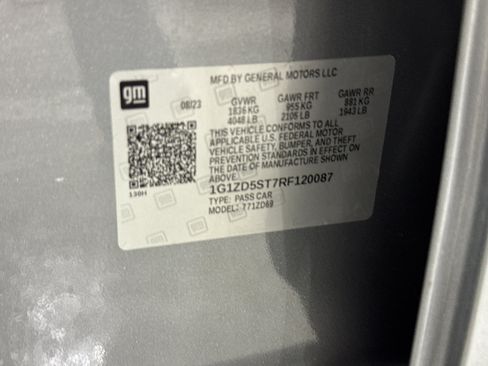 gm
MFD BY GENERAL MOTORS LLC
08/23
GVWR GAWR FRT GAWR RR
1836 KG 955 KG 881 KG
4048 LB 2105 LB 1943 LB
THIS VEHICLE CONFORMS TO ALL
APPLICABLE U.S. FEDERAL MOTOR
VEHICLE SAFETY, BUMPER, AND THEFT
PREVENTION STANDARDS IN EFFECT ON
THE DATE OF MANUFACTURE SHOWN
ABOVE.
130H
1G1ZD5ST7RF120087
TYPE: PASS CAR
MODEL: 771ZD69